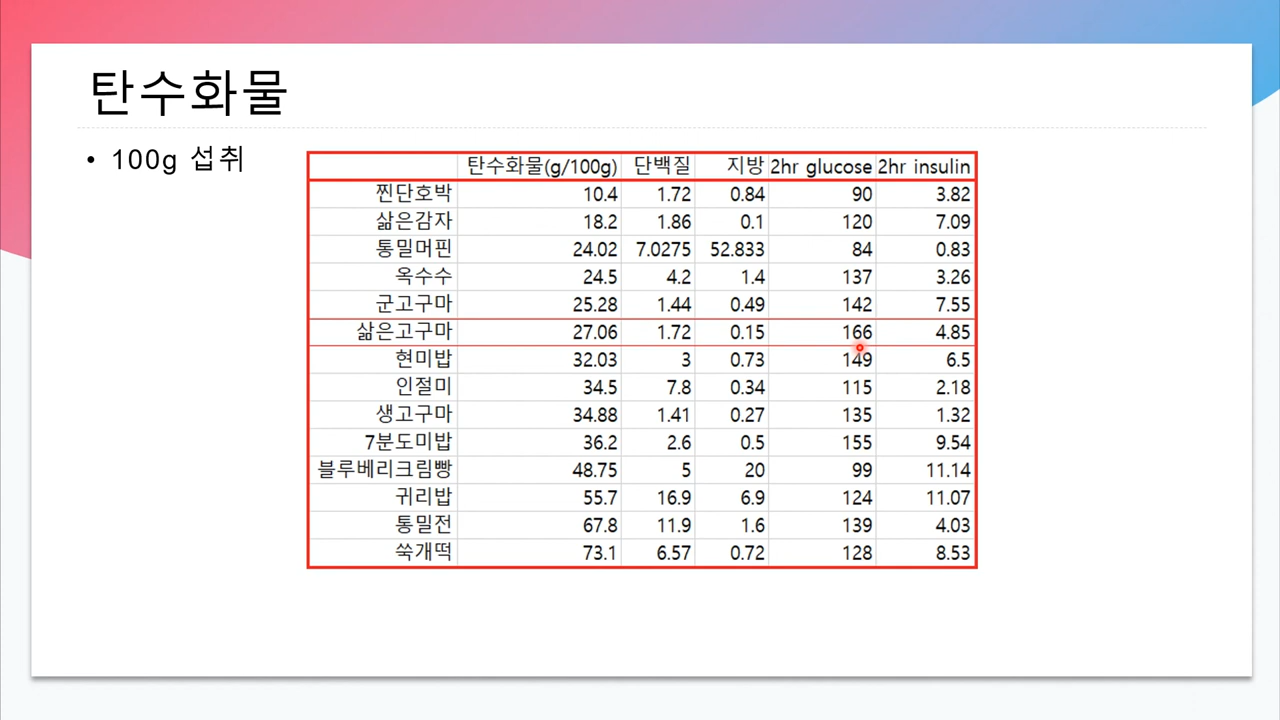 탄수화물
• 100g 섭취
탄수화물(g/100g) 단백질 지방 2hr glucose 2hr insulin
찐단호박 10.4 1.72 0.84 90 3.82
삶은감자 18.2 1.86 0.1 120 7.09
통밀머핀 24.02 7.0275 52.833 84 0.83
옥수수 24.5 4.2 1.4 137 3.26
군고구마 25.28 1.44 0.49 142 7.55
삶은고구마 27.06 1.72 0.15 166 4.85
현미밥 32.03 3 0.73 149 6.5
인절미 34.5 7.8 0.34 115 2.18
생고구마 34.88 1.41 0.27 135 1.32
7분도미밥 36.2 2.6 0.5 155 9.54
블루베리크림빵 48.75 5 20 99 11.14
귀리밥 55.7 16.9 6.9 124 11.07
통밀전 67.8 11.9 1.6 139 4.03
쑥개떡 73.1 6.57 0.72 128 8.53